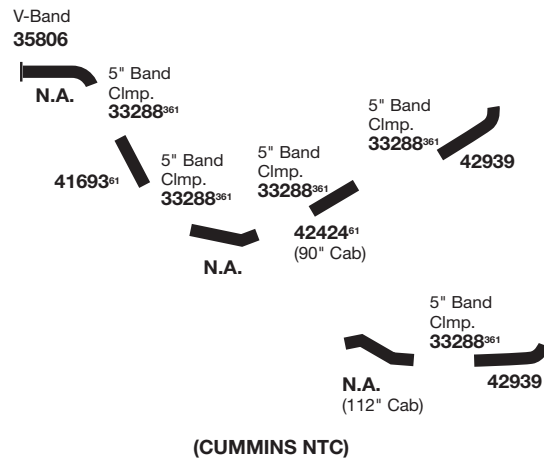 V-Band
35806
N.A.
5" Band
Clmp.
33288³⁶¹
41693⁶¹
5" Band
Clmp.
33288³⁶¹
N.A.
5" Band
Clmp.
33288³⁶¹
42424⁶¹
(90" Cab)
5" Band
Clmp.
33288³⁶¹
42939
5" Band
Clmp.
33288³⁶¹
N.A.
(112" Cab)
42939
(CUMMINS NTC)